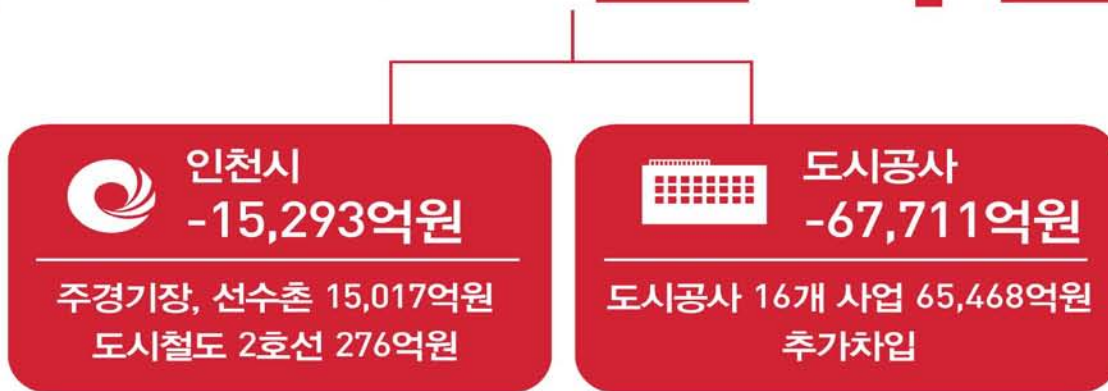 인천시
-15,293억원
주경기장, 선수촌 15,017억원
도시철도 2호선 276억원
도시공사
-67,711억원
도시공사 16개 사업 65,468억원
추가차입